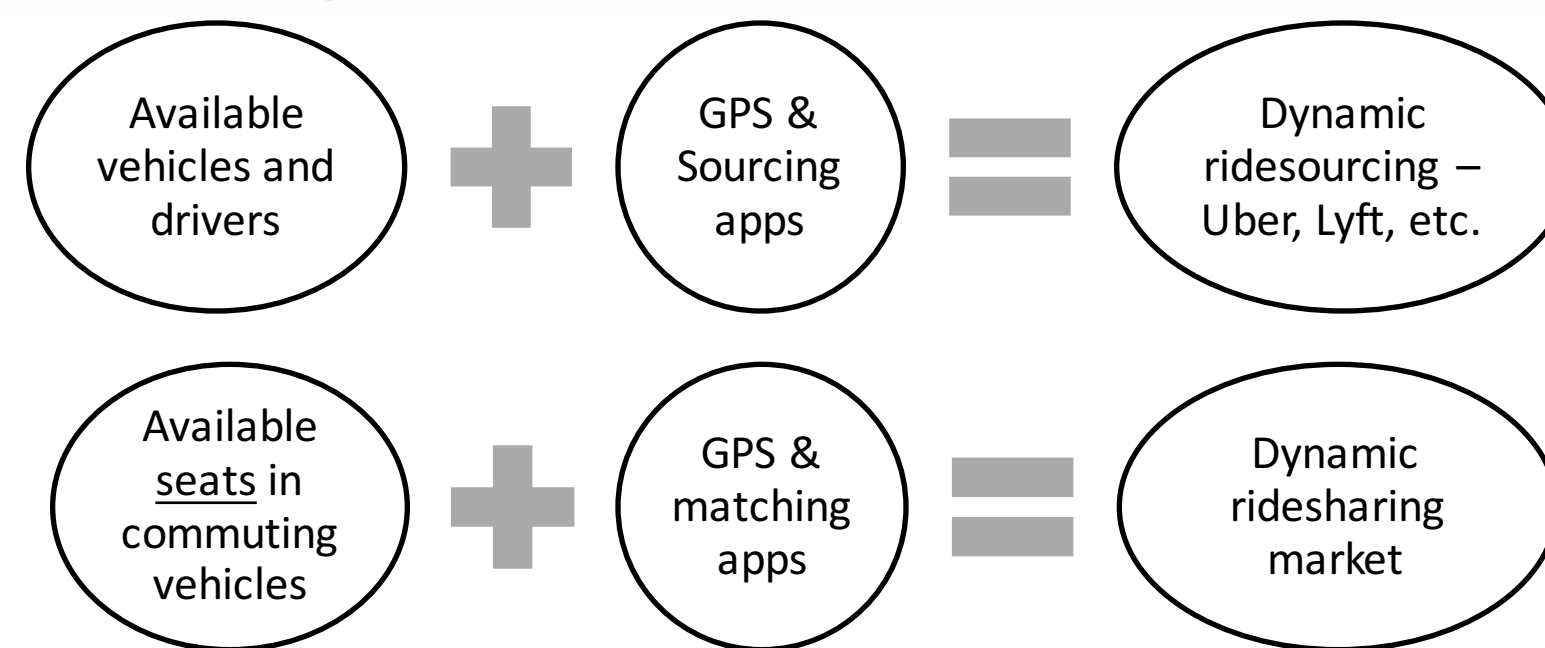 Available
vehicles and
drivers
GPS &
Sourcing
apps
Dynamic
ridesourcing –
Uber, Lyft, etc.
Available
seats in
commuting
vehicles
GPS &
matching
apps
Dynamic
ridesharing
market